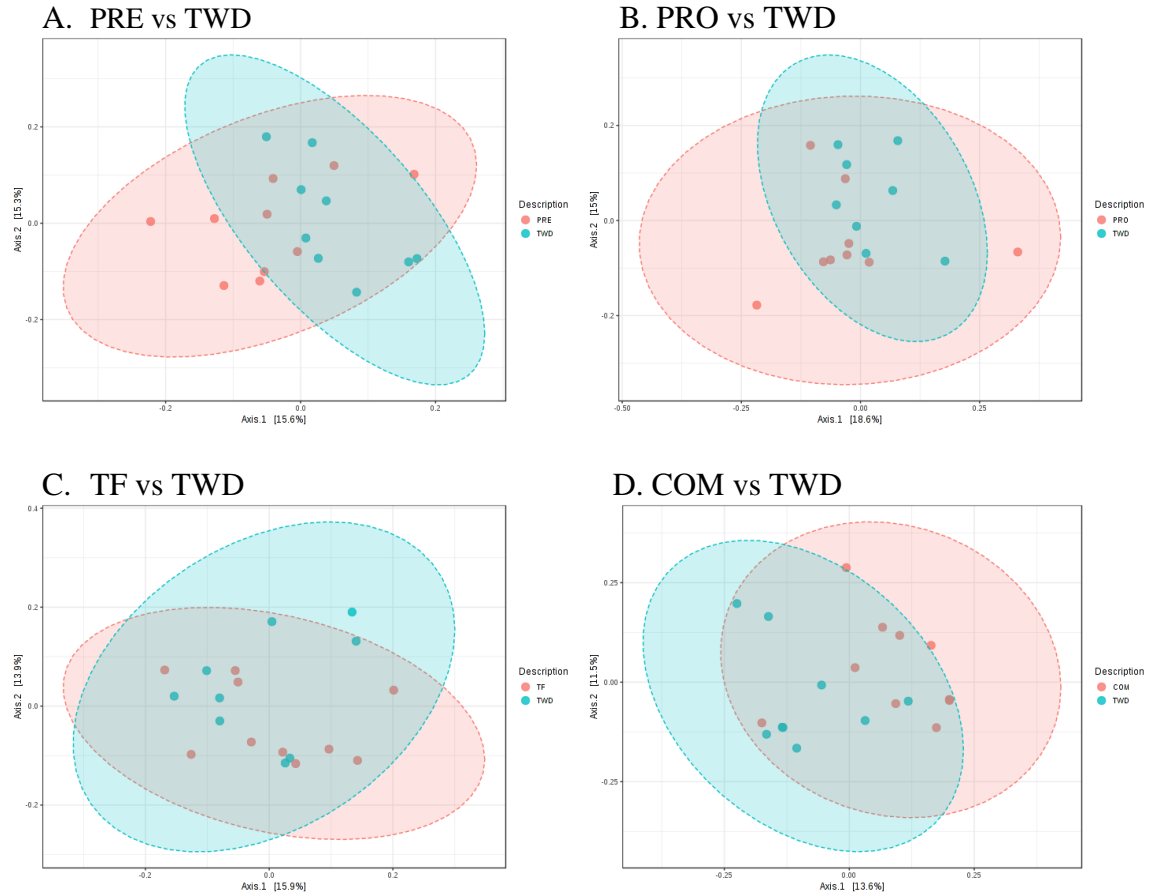 A. PRE vs TWD
0.2
0.0
-0.2
-0.2
0.0
0.2
Axis.2 [15.3%]
Axis.1 [15.6%]
Description
PRE
TWD
B. PRO vs TWD
0.2
0.0
-0.2
-0.50
-0.25
0.00
0.25
Axis.2 [15%]
Axis.1 [18.6%]
Description
PRO
TWD
C. TF vs TWD
0.4
0.2
0.0
-0.2
-0.2
0.0
0.2
Axis.2 [13.9%]
Axis.1 [15.9%]
Description
TF
TWD
D. COM vs TWD
0.25
0.00
-0.25
-0.25
0.00
0.25
Axis.2 [11.5%]
Axis.1 [13.6%]
Description
COM
TWD